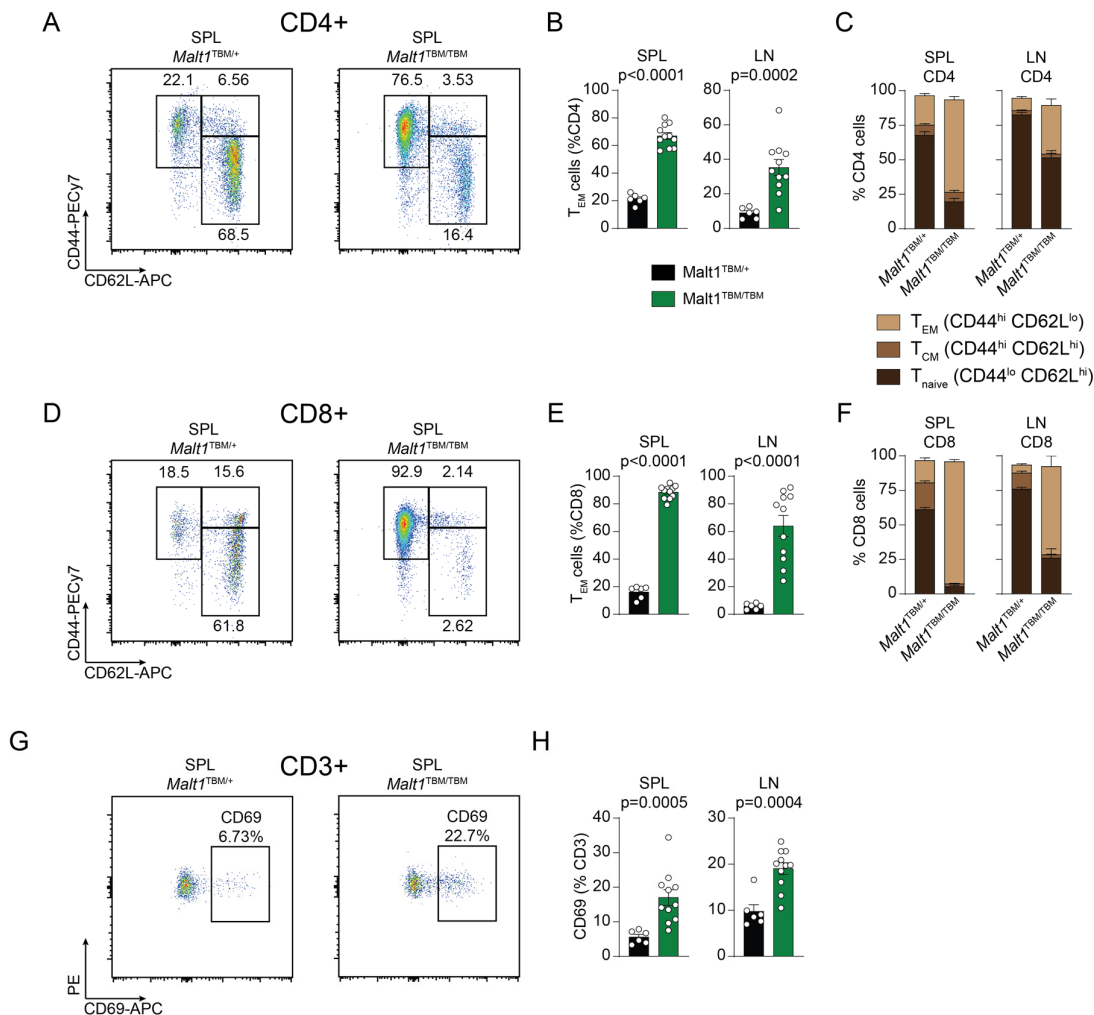 A
CD4+
SPL
Malt1TBM/+
22.1 6.56
68.5
SPL
Malt1TBM/TBM
76.5 3.53
16.4
CD44-PECy7
CD62L-APC
B
SPL
p<0.0001
TEM cells (%CD4)
100
80
60
40
20
0
LN
p=0.0002
80
60
40
20
0
Malt1TBM/+
Malt1TBM/TBM
C
SPL
CD4
LN
CD4
% CD4 cells
100
75
50
25
0
Malt1TBM/+
Malt1TBM/TBM
Malt1TBM/+
Malt1TBM/TBM
TEM (CD44hi CD62Llo)
TCM (CD44hi CD62Lhi)
Tnaive (CD44lo CD62Lhi)
D
CD8+
SPL
Malt1TBM/+
18.5 15.6
61.8
SPL
Malt1TBM/TBM
92.9 2.14
2.62
CD44-PECy7
CD62L-APC
E
SPL
p<0.0001
TEM cells (%CD8)
100
80
60
40
20
0
LN
p<0.0001
100
80
60
40
20
0
F
SPL
CD8
LN
CD8
% CD8 cells
100
75
50
25
0
Malt1TBM/+
Malt1TBM/TBM
Malt1TBM/+
Malt1TBM/TBM
G
CD3+
SPL
Malt1TBM/+
CD69
6.73%
SPL
Malt1TBM/TBM
CD69
22.7%
PE
CD69-APC
H
SPL
p=0.0005
CD69 (% CD3)
40
30
20
10
0
LN
p=0.0004
30
20
10
0